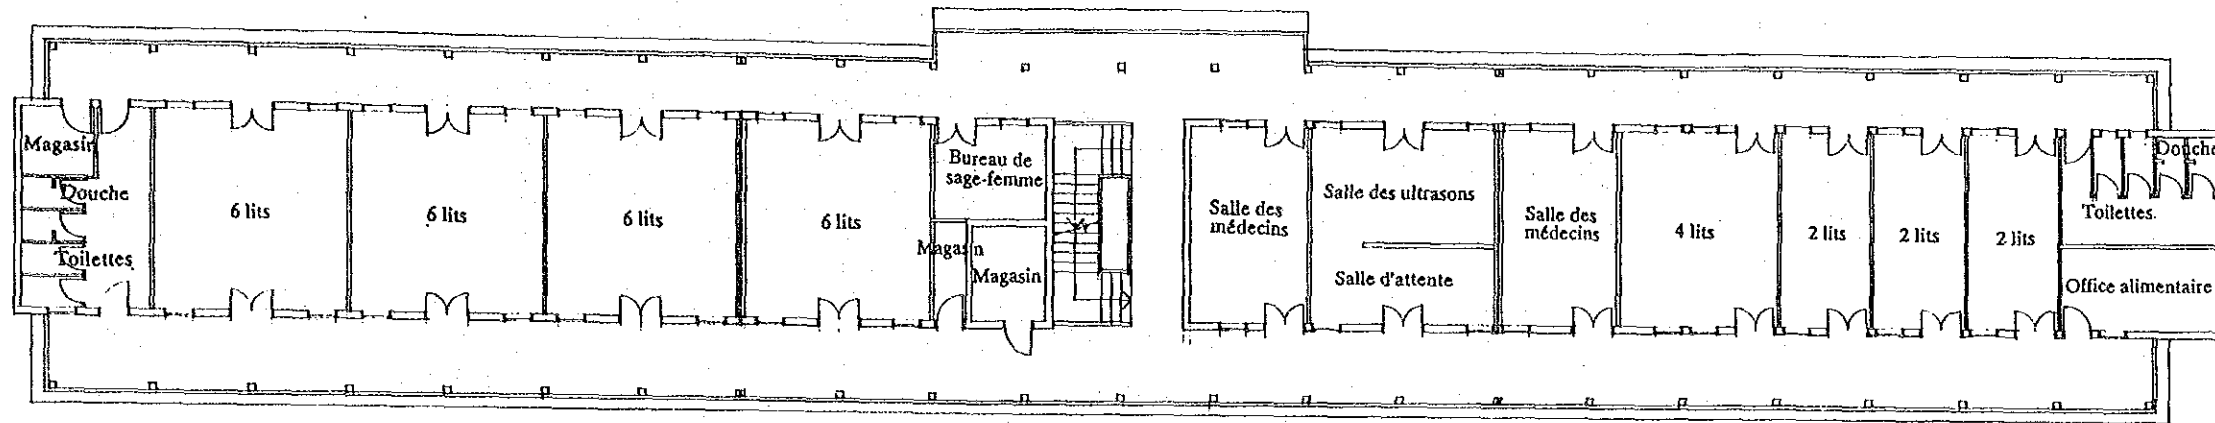 Magasin
Douche
Toilettes
6 lits
6 lits
6 lits
6 lits
Bureau de
sage-femme
Magasin
Magasin
Salle des
médecins
Salle des ultrasons
Salle d'attente
Salle des
médecins
4 lits
2 lits
2 lits
2 lits
Douche
Toilettes.
Office alimentaire